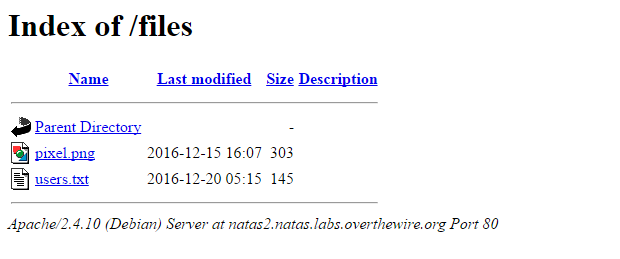 Index of /files
Name Last modified Size Description
Parent Directory -
pixel.png 2016-12-15 16:07 303
users.txt 2016-12-20 05:15 145
Apache/2.4.10 (Debian) Server at natas2.natas.labs.overthewire.org Port 80